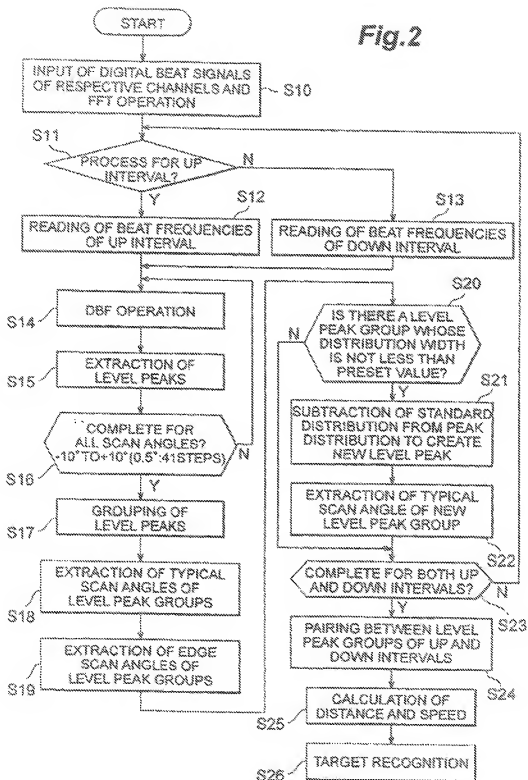 Fig.2
START
INPUT OF DIGITAL BEAT SIGNALS
OF RESPECTIVE CHANNELS AND
FFT OPERATION
S10
S11
PROCESS FOR UP
INTERVAL?
N
Y
S12
READING OF BEAT FREQUENCIES
OF UP INTERVAL
S13
READING OF BEAT FREQUENCIES
OF DOWN INTERVAL
DBF OPERATION
S14
EXTRACTION OF
LEVEL PEAKS
S15
COMPLETE FOR
ALL SCAN ANGLES?
-10°TO+10°(0.5°:41STEPS)
N
S16
Y
GROUPING OF
LEVEL PEAKS
S17
EXTRACTION OF TYPICAL
SCAN ANGLES OF
LEVEL PEAK GROUPS
S18
EXTRACTION OF EDGE
SCAN ANGLES OF
LEVEL PEAK GROUPS
S19
S20
IS THERE A LEVEL
PEAK GROUP WHOSE
DISTRIBUTION WIDTH
IS NOT LESS THAN
PRESET VALUE?
N
Y
S21
SUBTRACTION OF STANDARD
DISTRIBUTION FROM PEAK
DISTRIBUTION TO CREATE
NEW LEVEL PEAK
EXTRACTION OF TYPICAL
SCAN ANGLE OF NEW
LEVEL PEAK GROUP
S22
COMPLETE FOR BOTH UP
AND DOWN INTERVALS?
N
S23
Y
PAIRING BETWEEN LEVEL
PEAK GROUPS OF UP AND
DOWN INTERVALS
S24
CALCULATION OF
DISTANCE AND SPEED
S25
TARGET RECOGNITION
S26